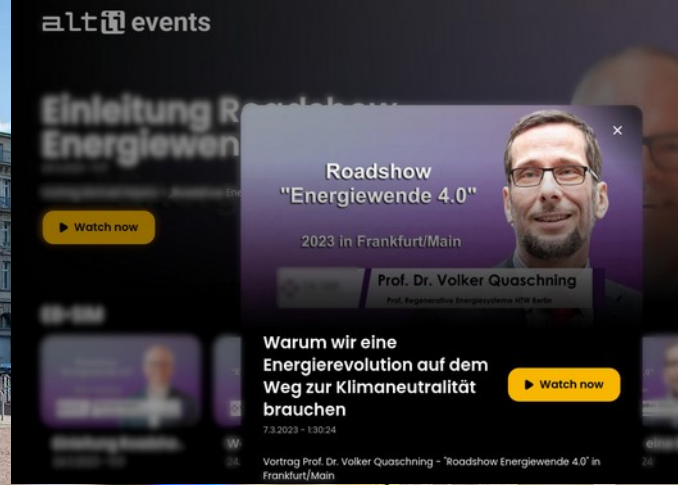 alt11 events
Einleitung Roadshow
Energiewen
Watch now
Roadshow
"Energiewende 4.0"
2023 in Frankfurt/Main
Prof. Dr. Volker Quaschning
Prof. Regenerative Energiesysteme HTW Berlin
Warum wir eine
Energierevolution auf dem
Weg zur Klimaneutralität
brauchen
7.3.2023 - 1:30:24
Watch now
Vortrag Prof. Dr. Volker Quaschning - "Roadshow Energiewende 4.0" in
Frankfurt/Main